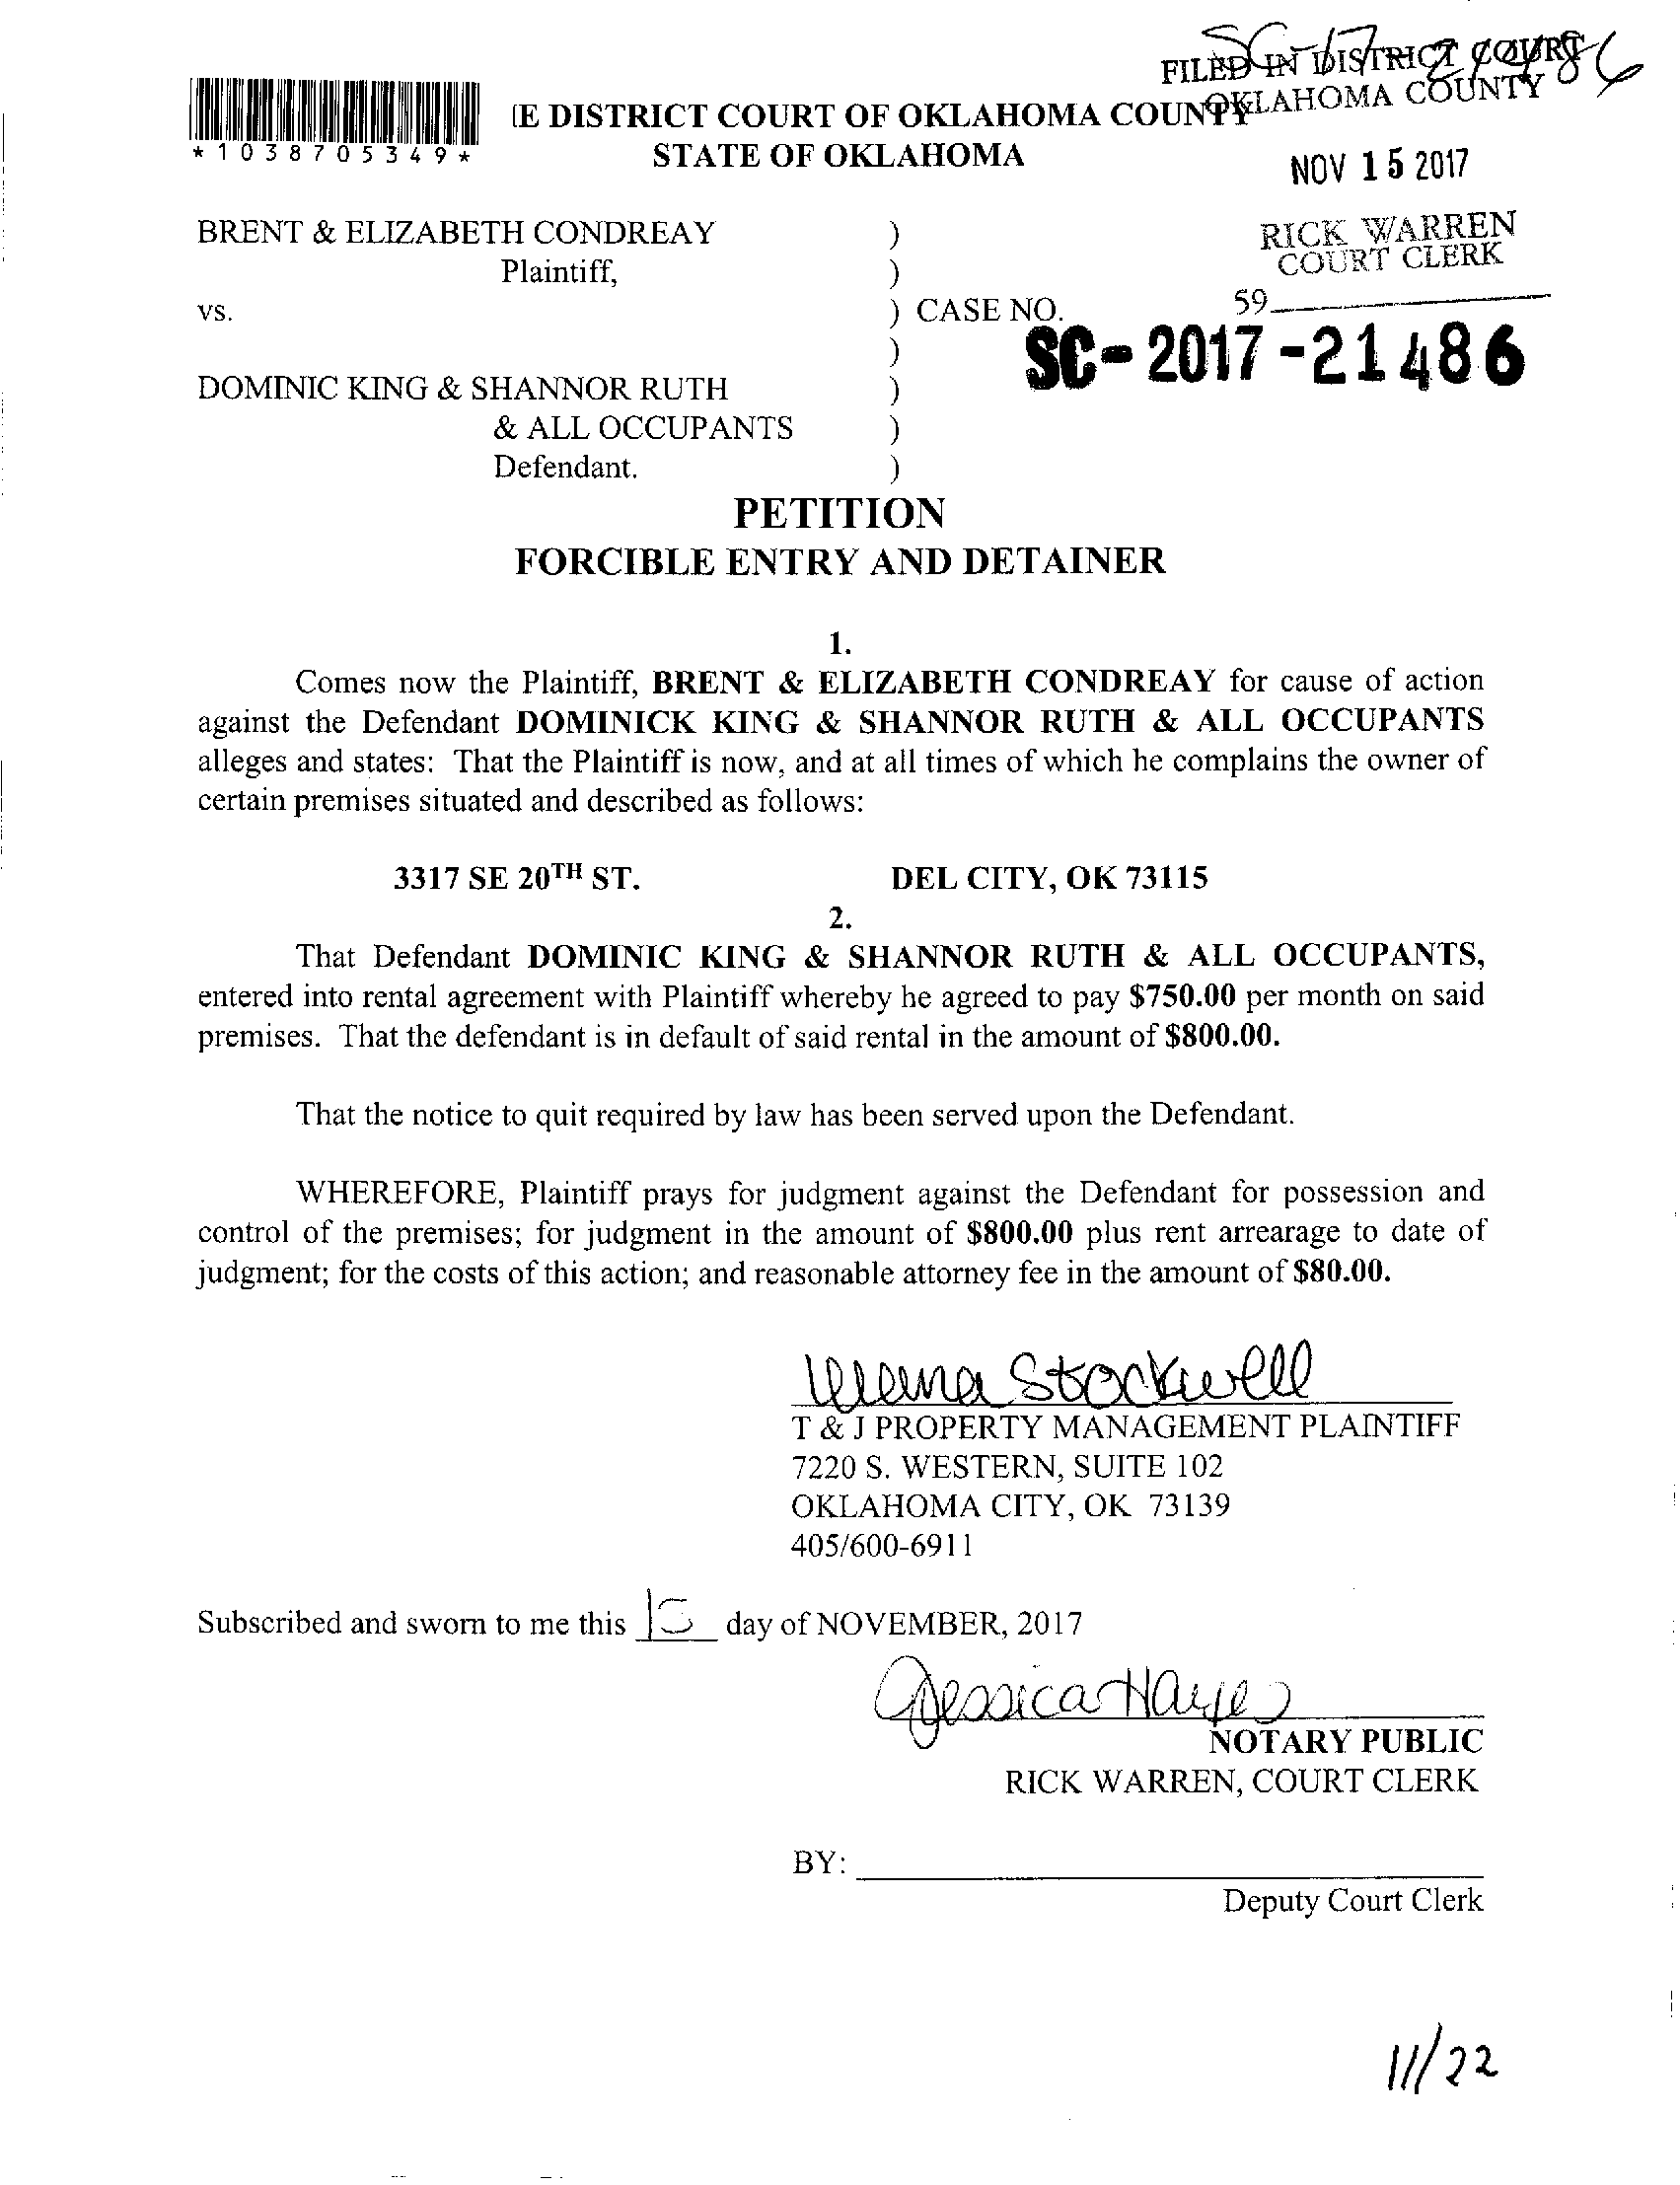 SC-17-21486
FILED IN DISTRICT COURT
OKLAHOMA COUNTY
IE DISTRICT COURT OF OKLAHOMA COUNTY
*1038705349*
STATE OF OKLAHOMA
NOV 15 2017
BRENT & ELIZABETH CONDREAY )
RICK WARREN
COURT CLERK
Plaintiff, )
59
vs. ) CASE NO.
)
SC-2017-21486
DOMINIC KING & SHANNOR RUTH )
& ALL OCCUPANTS )
Defendant. )
PETITION
FORCIBLE ENTRY AND DETAINER
1.
Comes now the Plaintiff, BRENT & ELIZABETH CONDREAY for cause of action
against the Defendant DOMINICK KING & SHANNOR RUTH & ALL OCCUPANTS
alleges and states: That the Plaintiff is now, and at all times of which he complains the owner of
certain premises situated and described as follows:
3317 SE 20TH ST. DEL CITY, OK 73115
2.
That Defendant DOMINIC KING & SHANNOR RUTH & ALL OCCUPANTS,
entered into rental agreement with Plaintiff whereby he agreed to pay $750.00 per month on said
premises. That the defendant is in default of said rental in the amount of $800.00.
That the notice to quit required by law has been served upon the Defendant.
WHEREFORE, Plaintiff prays for judgment against the Defendant for possession and
control of the premises; for judgment in the amount of $800.00 plus rent arrearage to date of
judgment; for the costs of this action; and reasonable attorney fee in the amount of $80.00.
Stockwell
T & J PROPERTY MANAGEMENT PLAINTIFF
7220 S. WESTERN, SUITE 102
OKLAHOMA CITY, OK 73139
405/600-6911
Subscribed and sworn to me this 15 day of NOVEMBER, 2017
Jessica Hayes
NOTARY PUBLIC
RICK WARREN, COURT CLERK
BY:
Deputy Court Clerk
11/22